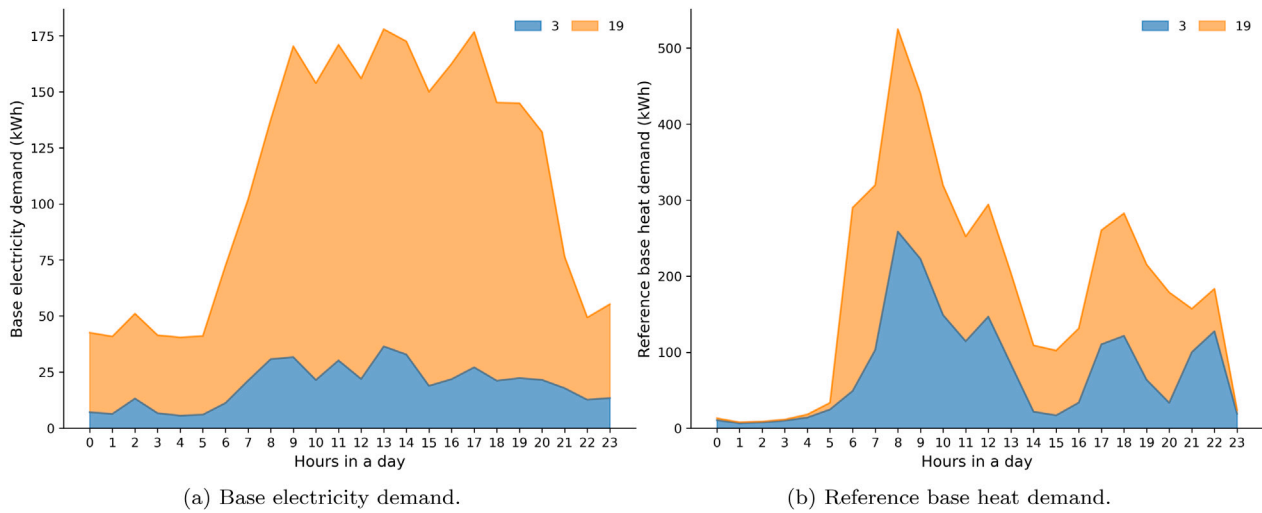 3 19
175
150
125
100
75
50
25
0
Base electricity demand (kWh)
0 1 2 3 4 5 6 7 8 9 10 11 12 13 14 15 16 17 18 19 20 21 22 23
Hours in a day
(a) Base electricity demand.
3 19
500
400
300
200
100
0
Reference base heat demand (kWh)
0 1 2 3 4 5 6 7 8 9 10 11 12 13 14 15 16 17 18 19 20 21 22 23
Hours in a day
(b) Reference base heat demand.